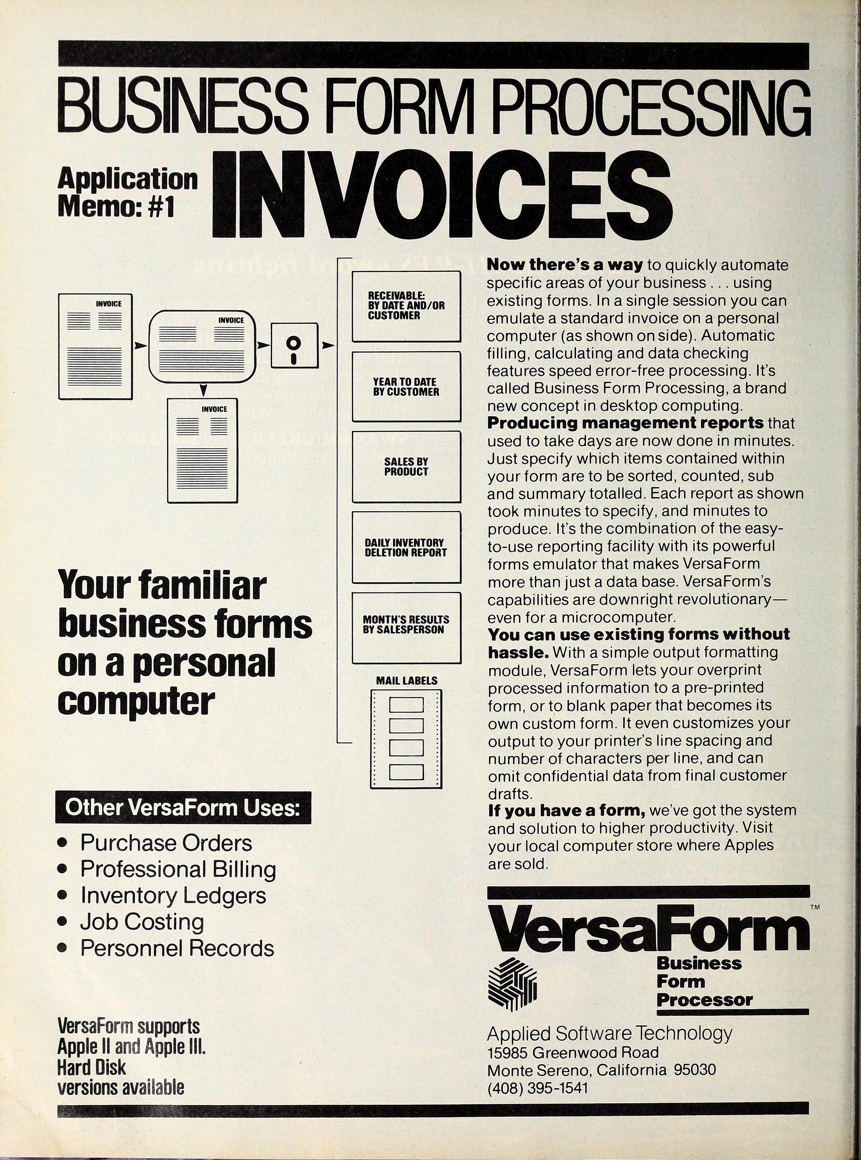 BUSINESS FORM PROCESSING
Application
Memo: #1
INVOICES
INVOICE
INVOICE
INVOICE
RECEIVABLE:
BY DATE AND/OR
CUSTOMER
YEAR TO DATE
BY CUSTOMER
SALES BY
PRODUCT
DAILY INVENTORY
DELETION REPORT
MONTH'S RESULTS
BY SALESPERSON
MAIL LABELS
Your familiar
business forms
on a personal
computer
Other VersaForm Uses:
• Purchase Orders
• Professional Billing
• Inventory Ledgers
• Job Costing
• Personnel Records
VersaForm supports
Apple II and Apple III.
Hard Disk
versions available
Now there's a way to quickly automate
specific areas of your business . . . using
existing forms. In a single session you can
emulate a standard invoice on a personal
computer (as shown on side). Automatic
filling, calculating and data checking
features speed error-free processing. It's
called Business Form Processing, a brand
new concept in desktop computing.
Producing management reports that
used to take days are now done in minutes.
Just specify which items contained within
your form are to be sorted, counted, sub
and summary totalled. Each report as shown
took minutes to specify, and minutes to
produce. It's the combination of the easy-
to-use reporting facility with its powerful
forms emulator that makes VersaForm
more than just a data base. VersaForm's
capabilities are downright revolutionary—
even for a microcomputer.
You can use existing forms without
hassle. With a simple output formatting
module, VersaForm lets your overprint
processed information to a pre-printed
form, or to blank paper that becomes its
own custom form. It even customizes your
output to your printer's line spacing and
number of characters per line, and can
omit confidential data from final customer
drafts.
If you have a form, we've got the system
and solution to higher productivity. Visit
your local computer store where Apples
are sold.
VersaForm™
Business
Form
Processor
Applied Software Technology
15985 Greenwood Road
Monte Sereno, California 95030
(408) 395-1541